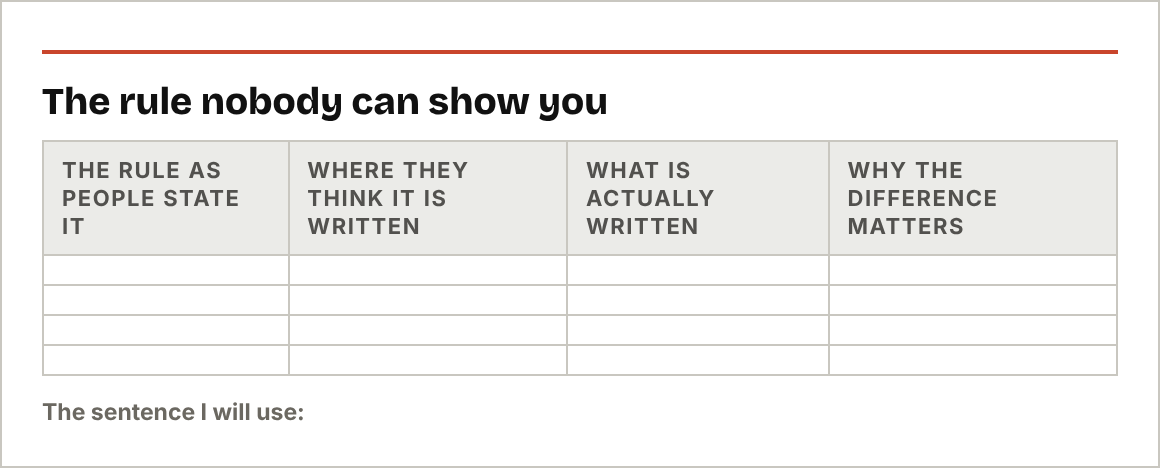 The rule nobody can show you
THE RULE AS
PEOPLE STATE
IT
WHERE THEY
THINK IT IS
WRITTEN
WHAT IS
ACTUALLY
WRITTEN
WHY THE
DIFFERENCE
MATTERS
The sentence I will use: